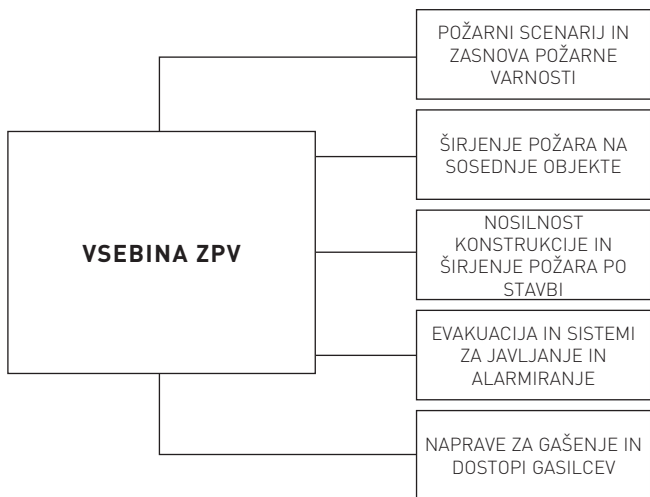 VSEBINA ZPV
POŽARNI SCENARIJ IN
ZASNOVA POŽARNE
VARNOSTI
ŠIRJENJE POŽARA NA
SOSEDNJE OBJEKTE
NOSILNOST
KONSTRUKCIJE IN
ŠIRJENJE POŽARA PO
STAVBI
EVAKUACIJA IN SISTEMI
ZA JAVLJANJE IN
ALARMIRANJE
NAPRAVE ZA GAŠENJE IN
DOSTOPI GASILCEV